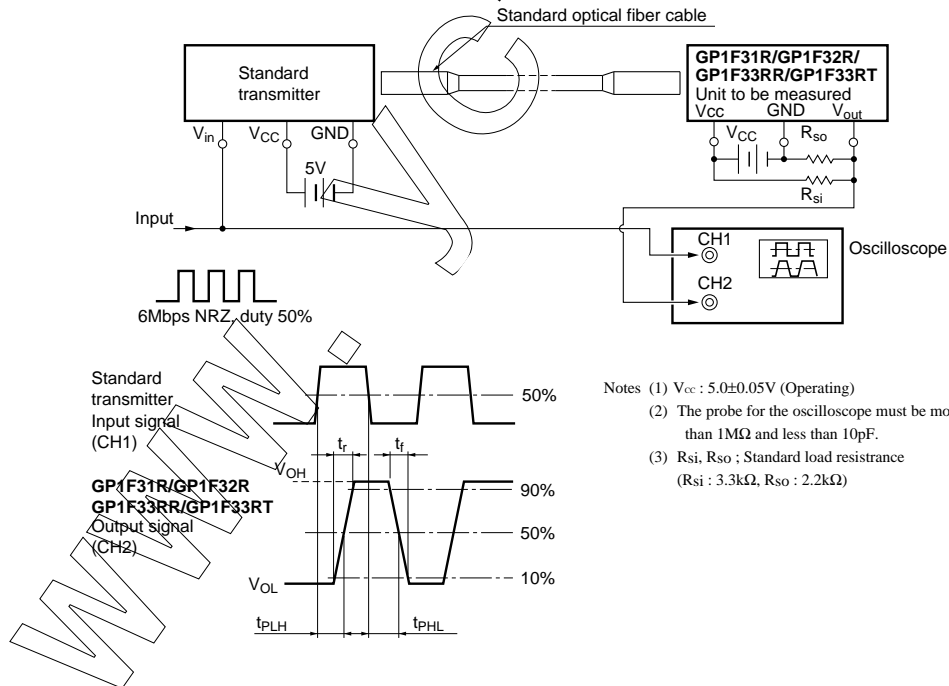 Standard optical fiber cable
Standard
transmitter
Vin
VCC
GND
5V
GP1F31R/GP1F32R/
GP1F33RR/GP1F33RT
Unit to be measured
Vcc GND Vout
VCC
Rso
Rsi
Input
CH1
CH2
Oscilloscope
6Mbps NRZ, duty 50%
Standard
transmitter
Input signal
(CH1)
50%
tr
tf
VOH
GP1F31R/GP1F32R
GP1F33RR/GP1F33RT
Output signal
(CH2)
90%
50%
10%
VOL
tPLH
tPHL
Notes (1) Vcc : 5.0±0.05V (Operating)
(2) The probe for the oscilloscope must be mo
than 1MΩ and less than 10pF.
(3) Rsi, Rso ; Standard load resistrance
(Rsi : 3.3kΩ, Rso : 2.2kΩ)